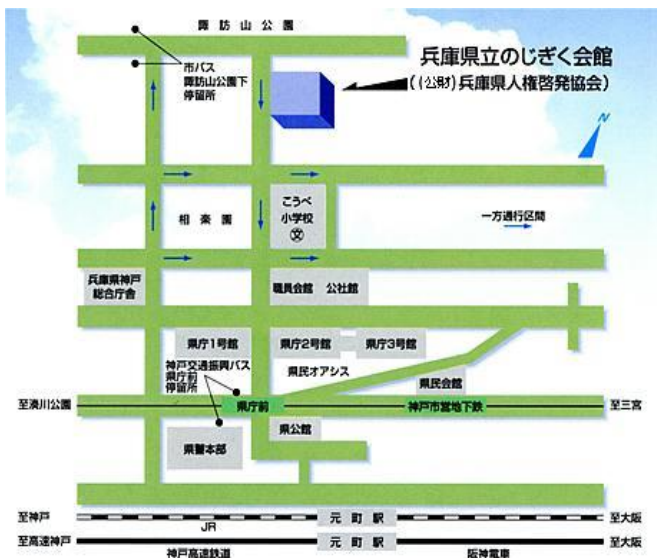 諏訪山公園
兵庫県立のじぎく会館
((公財)兵庫県人権啓発協会)
市バス
諏訪山公園下
停留所
N
こうべ
小学校
文
相楽園
一方通行区間
兵庫県神戸
総合庁舎
職員会館 公社館
県庁1号館
県庁2号館
県庁3号館
神戸交通振興バス
県庁前
停留所
県民オアシス
県民会館
至湊川公園
県庁前
神戸市営地下鉄
至三宮
県公館
県警本部
至神戸
元町駅
至大阪
JR
至高速神戸
元町駅
至大阪
神戸高速鉄道
阪神電車